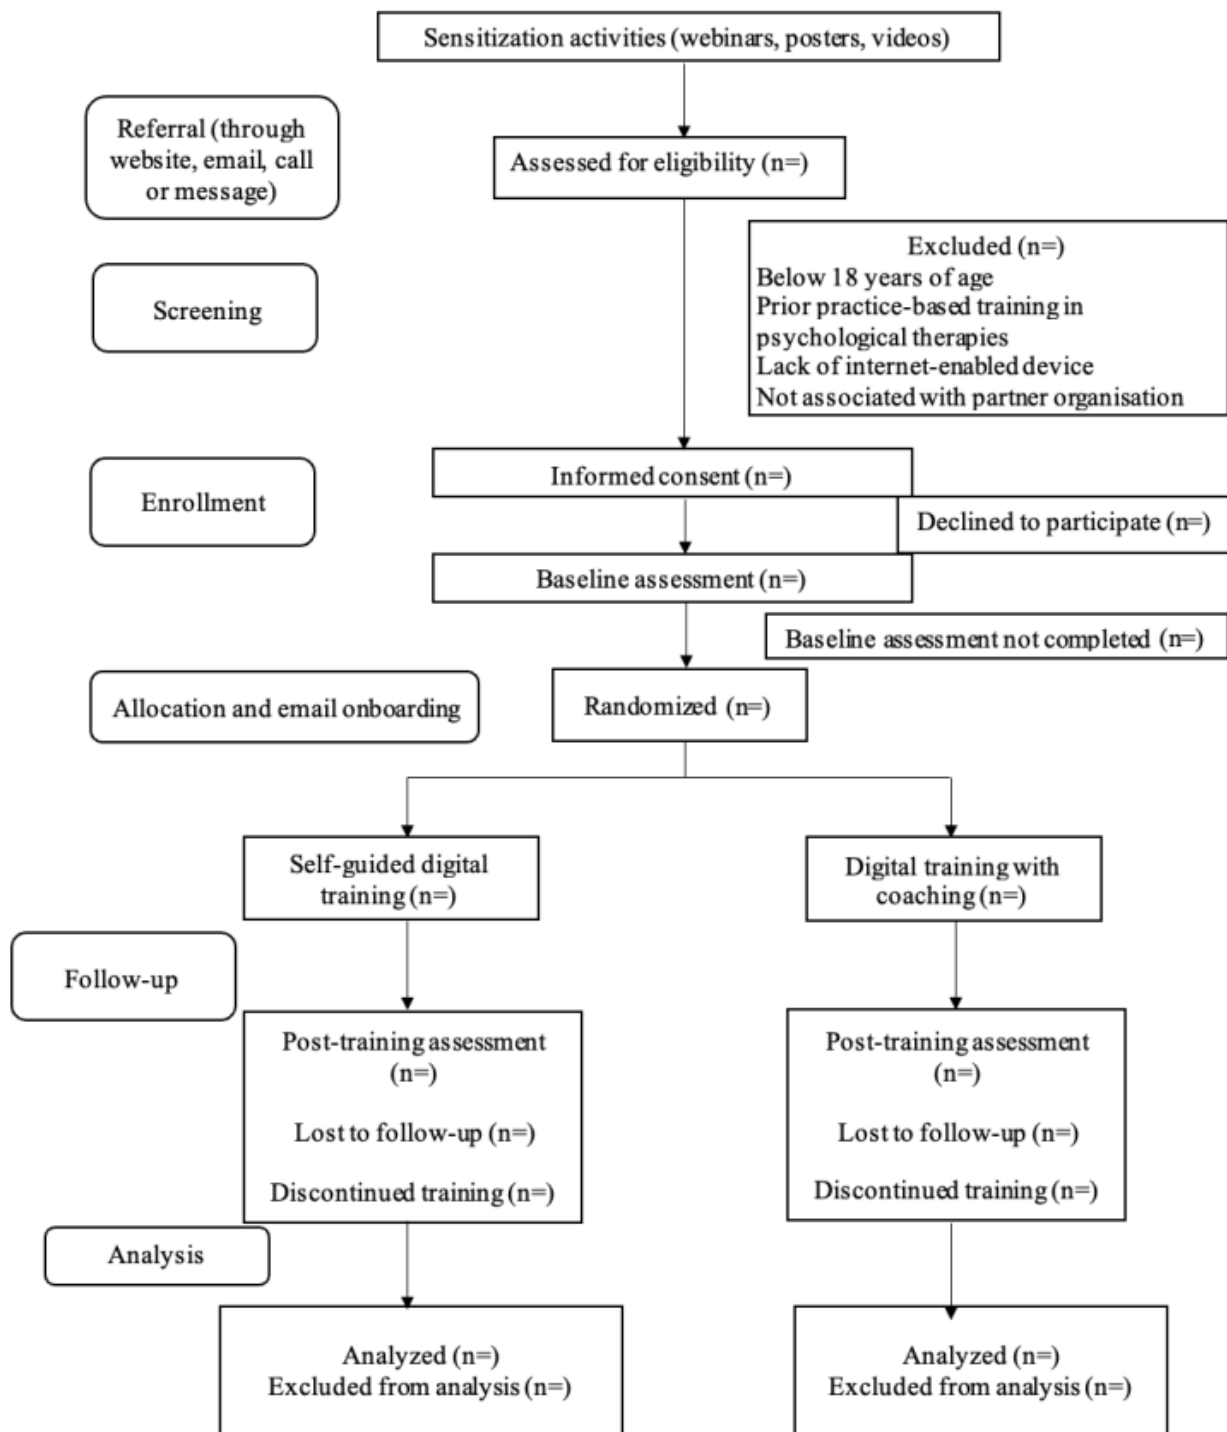 Sensitization activities (webinars, posters, videos)
Referral (through
website, email, call
or message)
Assessed for eligibility (n=)
Excluded (n=)
Below 18 years of age
Prior practice-based training in
psychological therapies
Lack of internet-enabled device
Not associated with partner organisation
Screening
Informed consent (n=)
Enrollment
Declined to participate (n=)
Baseline assessment (n=)
Baseline assessment not completed (n=)
Allocation and email onboarding
Randomized (n=)
Self-guided digital
training (n=)
Digital training with
coaching (n=)
Follow-up
Post-training assessment
(n=)
Lost to follow-up (n=)
Discontinued training (n=)
Post-training assessment
(n=)
Lost to follow-up (n=)
Discontinued training (n=)
Analysis
Analyzed (n=)
Excluded from analysis (n=)
Analyzed (n=)
Excluded from analysis (n=)